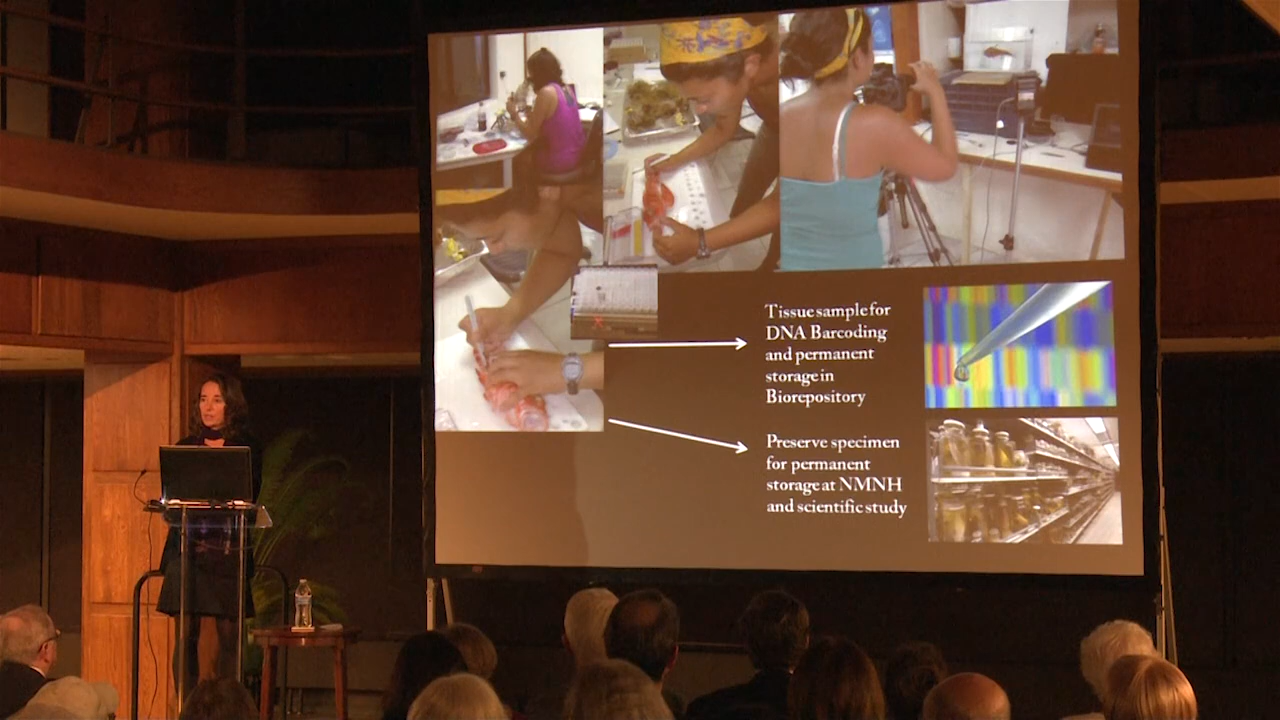 Tissue sample for
DNA Barcoding
and permanent
storage in
Biorepository
Preserve specimen
for permanent
storage at NMNH
and scientific study